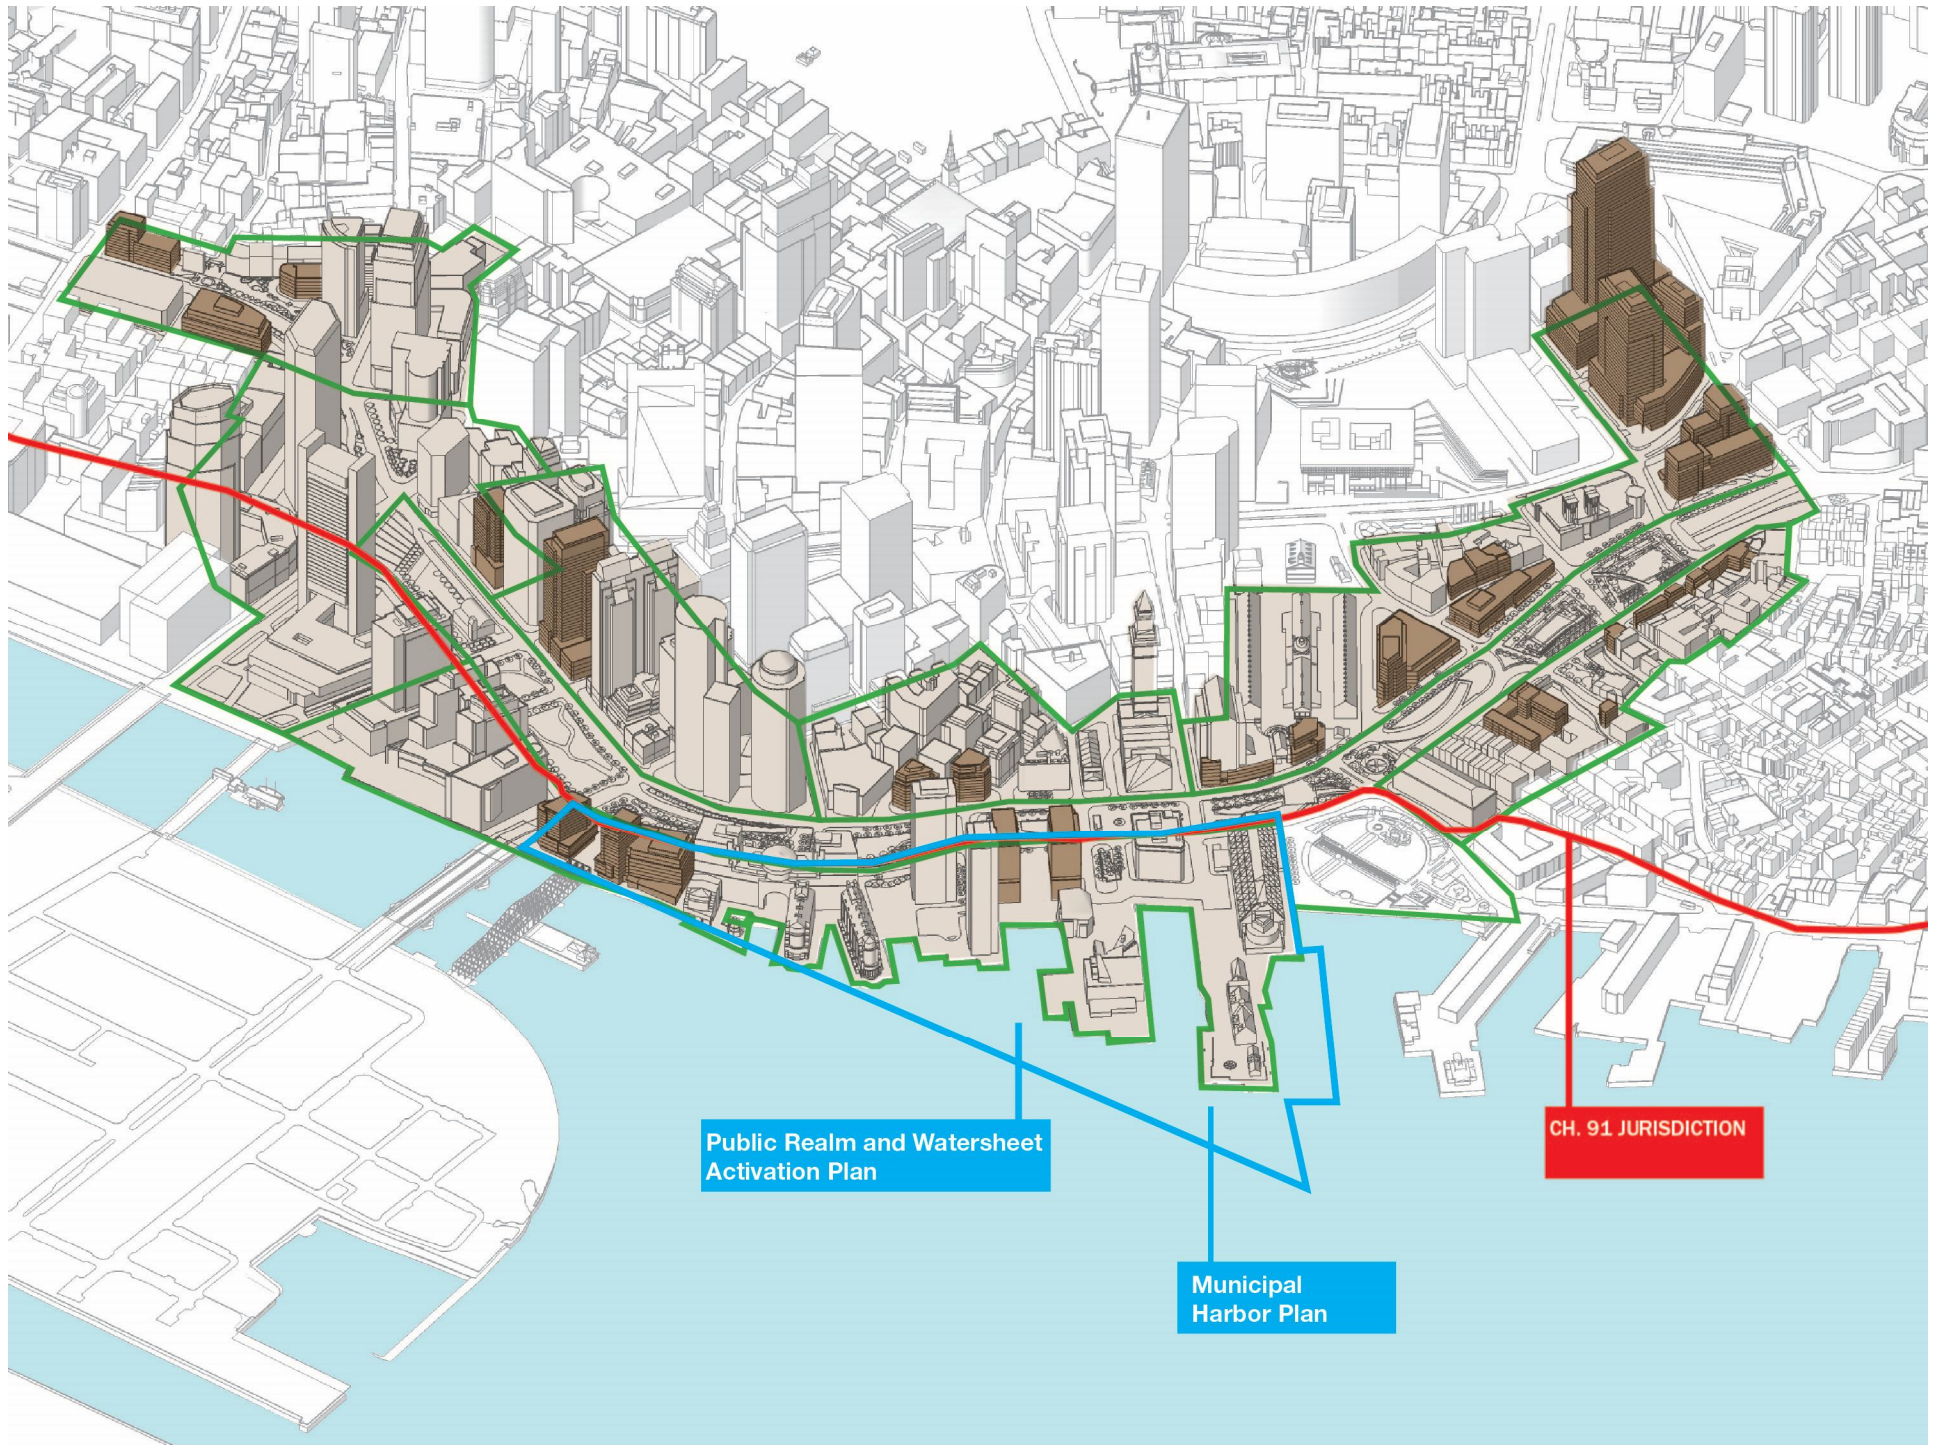 Public Realm and Watersheet
Activation Plan
CH. 91 JURISDICTION
Municipal
Harbor Plan